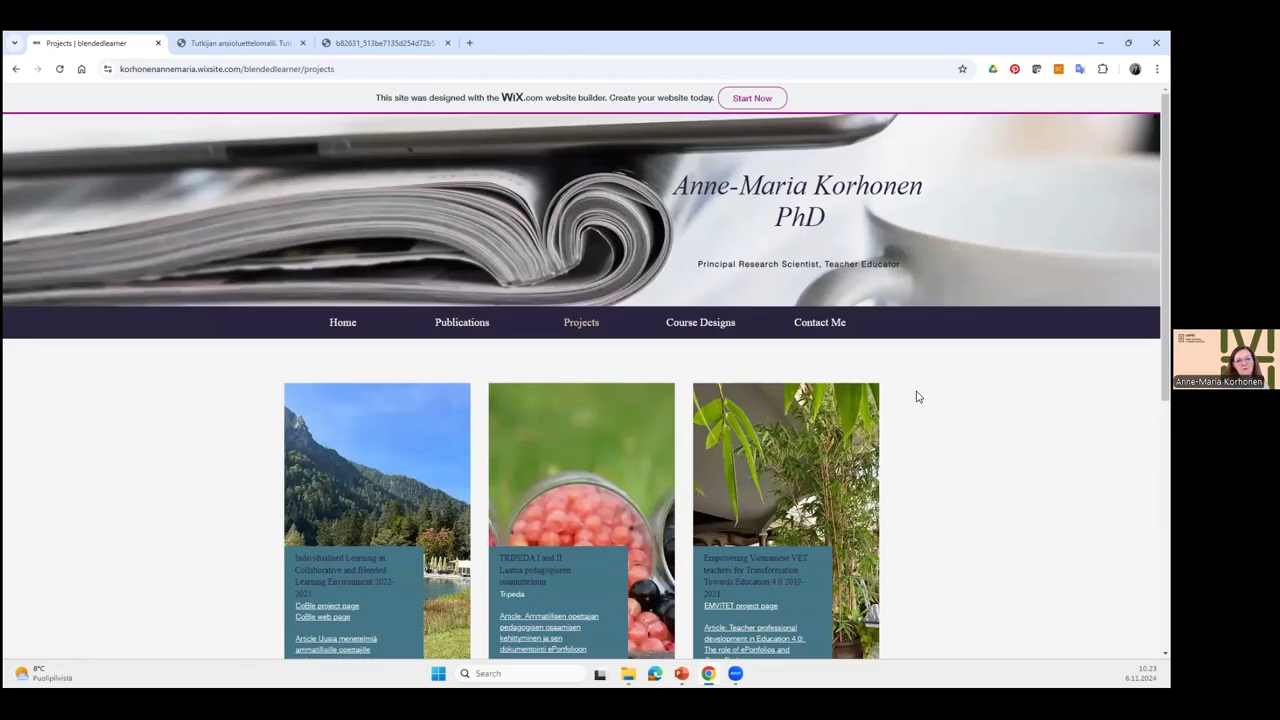 Projects | blendedlearner
Tutkijan ansioluettelomalli. Tut
b82631_513be7135d254d72b5
korhonenannemaria.wixsite.com/blendedlearner/projects
This site was designed with the WiX.com website builder. Create your website today.
Start Now
Anne-Maria Korhonen
PhD
Principal Research Scientist, Teacher Educator
Home
Publications
Projects
Course Designs
Contact Me
Individualised Learning in
Collaborative and Blended
Learning Environment 2022-
2023
CoBle project page
CoBle web page
Article Uusia menetelmiä
ammatillisille opettajille
TRIPEDA I and II
Laatua pedagogiseen
suunnitteluun
Tripeda
Article: Ammatillisen opettajan
pedagogisen osaamisen
kehittyminen ja sen
dokumentointi ePortfolioon
Empowering Vietnamese VET
teachers for Transformation
Towards Education 4.0 2019-
2021
EMVITET project page
Article: Teacher professional
development in Education 4.0:
The role of ePortfolios and
Anne-Maria Korhonen
8°C
Puolipilvistä
Search
10.23
6.11.2024